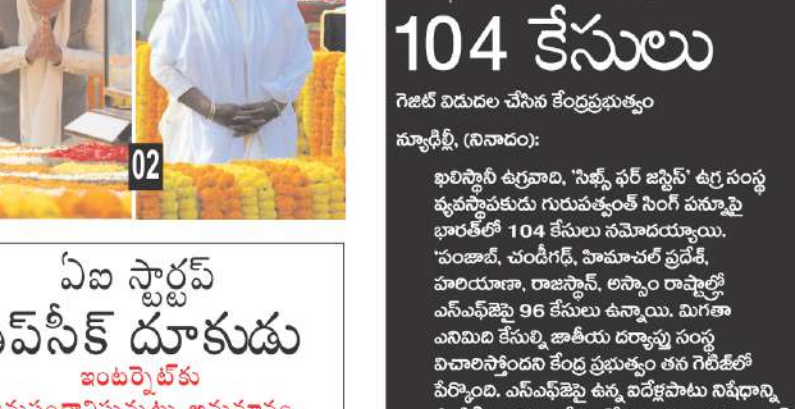 02
ఏఐ స్టార్టప్
దూకుడు
ఇంటర్నెట్‌కు
104 కేసులు
గెజిట్ విడుదల చేసిన కేంద్రప్రభుత్వం
న్యూఢిల్లీ, (నినాదం):
ఖలిస్థానీ ఉగ్రవాది, 'సిఖ్స్ ఫర్ జస్టిస్' ఉగ్ర సంస్థ
వ్యవస్థాపకుడు గురుపత్వంత్ సింగ్ పన్నూపై
భారత్‌లో 104 కేసులు నమోదయ్యాయి.
'పంజాబ్, చండీగఢ్, హిమాచల్ ప్రదేశ్,
హరియాణా, రాజస్థాన్, అస్సాం రాష్ట్రాల్లో
ఎస్ఎఫ్‌జెపై 96 కేసులు ఉన్నాయి. మిగతా
ఎనిమిది కేసుల్ని జాతీయ దర్యాప్తు సంస్థ
విచారిస్తోందని కేంద్ర ప్రభుత్వం తన గెటిజ్‌లో
పేర్కొంది. ఎస్ఎఫ్‌జెపై ఉన్న ఐదేళ్లపాటు నిషేధాన్ని